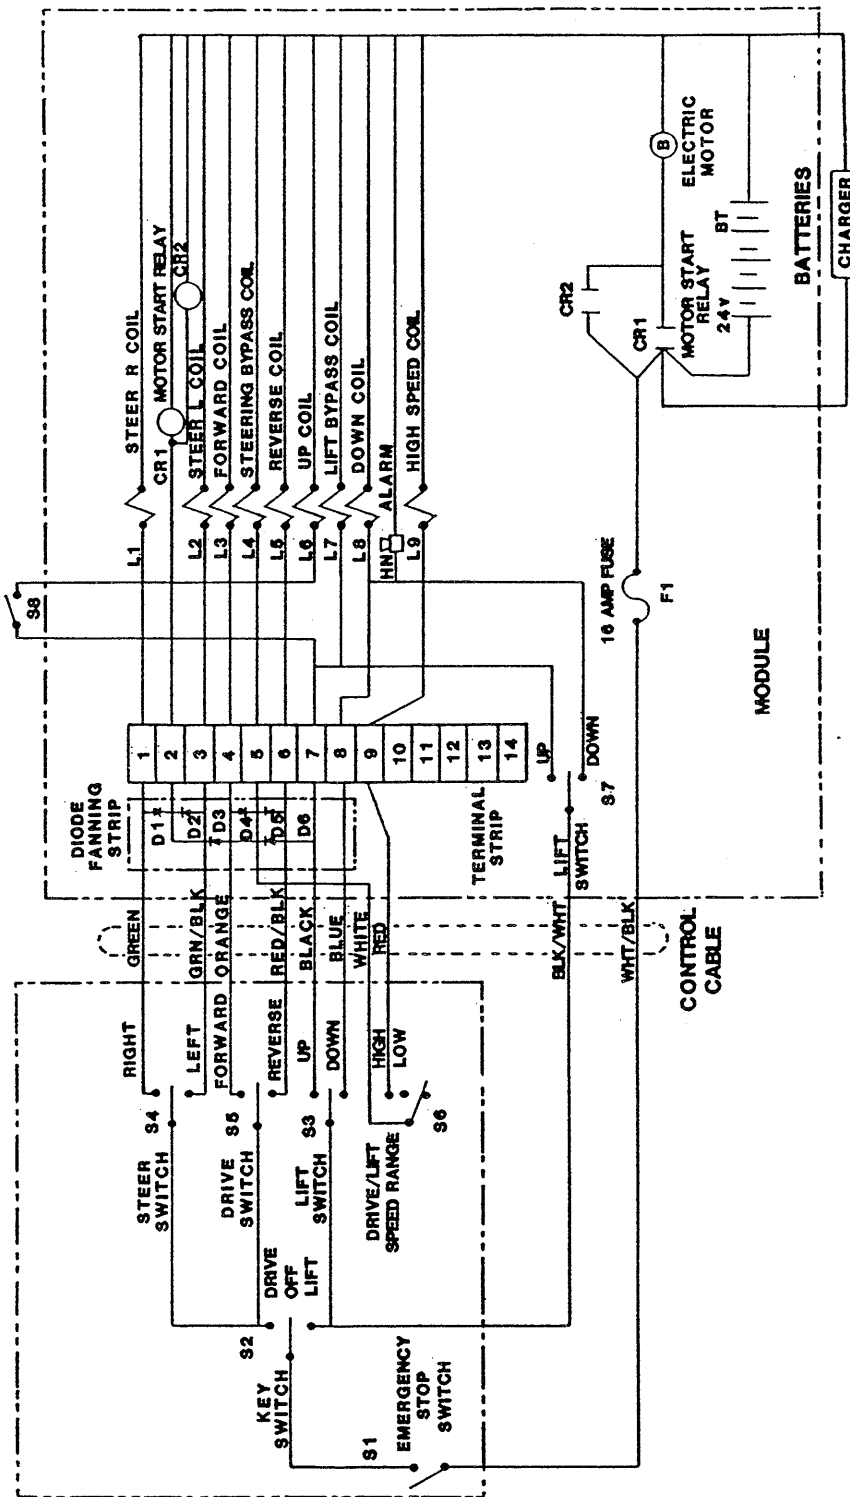 STEER R COIL
MOTOR START RELAY
CR1
CR2
STEER L COIL
FORWARD COIL
STEERING BYPASS COIL
REVERSE COIL
UP COIL
LIFT BYPASS COIL
DOWN COIL
ALARM
HIGH SPEED COIL
L1
L2
L3
L4
L5
L6
L7
L8
HN
L9
S8
B
ELECTRIC
MOTOR
CR2
CR1
MOTOR START
RELAY
24V
BT
BATTERIES
CHARGER
16 AMP FUSE
F1
MODULE
1
2
3
4
5
6
7
8
9
10
11
12
13
14
TERMINAL
STRIP
UP
DOWN
S7
LIFT
SWITCH
DIODE
FANNING
STRIP
D1
D2
D3
D4
D5
D6
GREEN
GRN/BLK
ORANGE
RED/BLK
BLACK
BLUE
WHITE
RED
BLK/WHT
WHT/BLK
CONTROL
CABLE
RIGHT
LEFT
FORWARD
REVERSE
UP
DOWN
HIGH
LOW
S4
S5
S3
S6
STEER
SWITCH
DRIVE
SWITCH
LIFT
SWITCH
DRIVE/LIFT
SPEED RANGE
S2
DRIVE
OFF
LIFT
KEY
SWITCH
S1
EMERGENCY
STOP
SWITCH